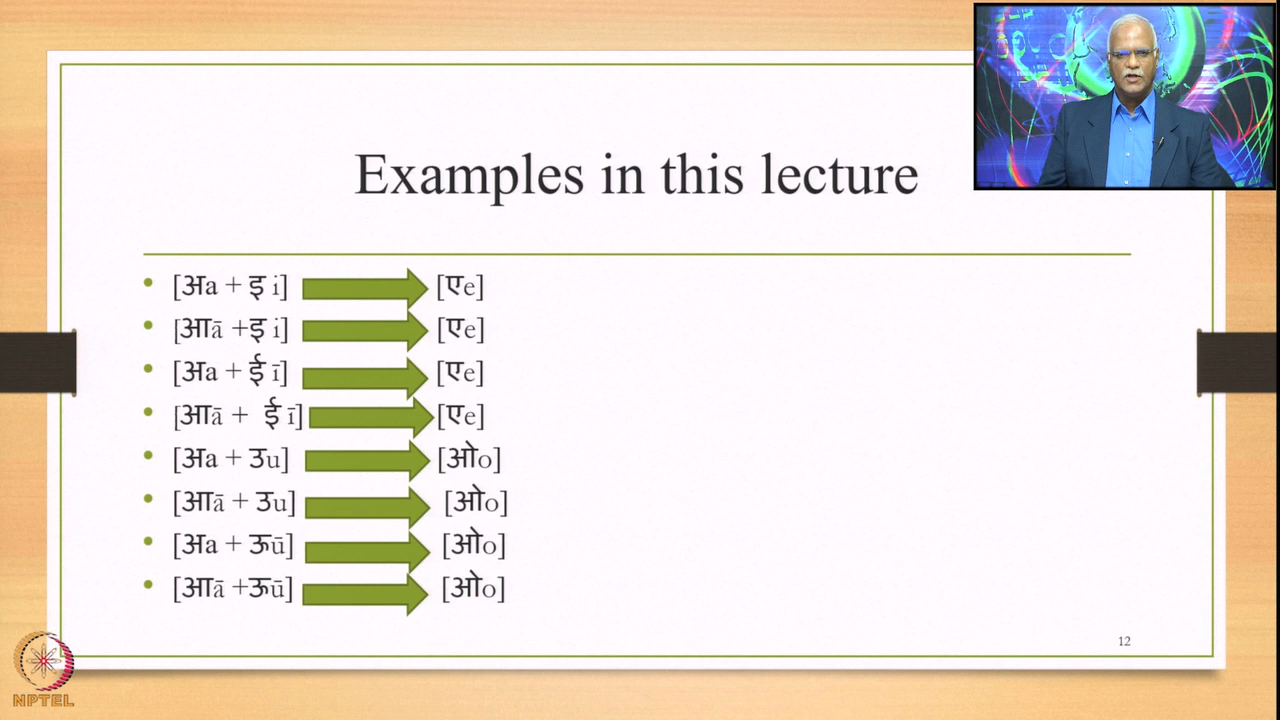 Examples in this lecture
• [अa + इ i] [एe]
• [आā +इ i] [एe]
• [अa + ई ī] [एe]
• [आā + ई ī] [एe]
• [अa + उu] [ओo]
• [आā + उu] [ओo]
• [अa + ऊū] [ओo]
• [आā +ऊū] [ओo]
12
NPTEL